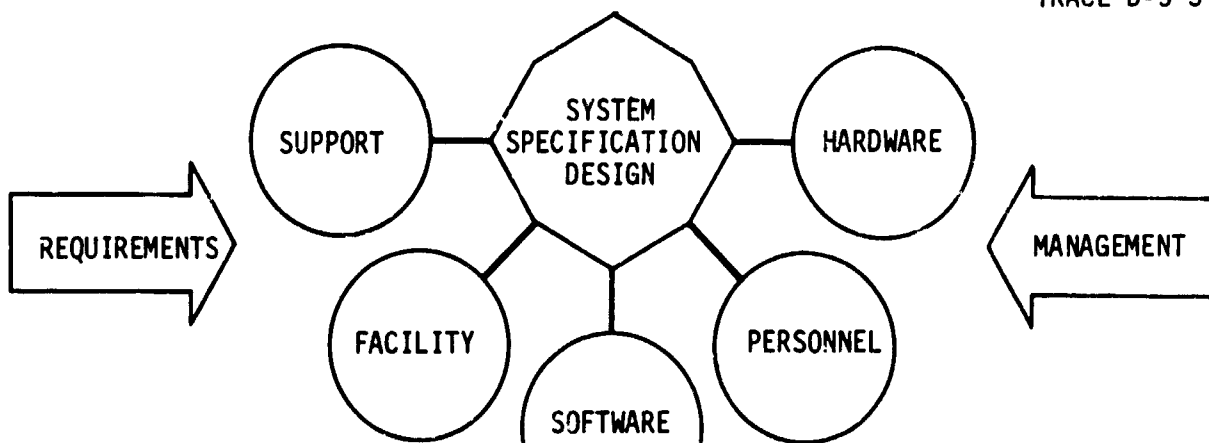 SYSTEM
SPECIFICATION
DESIGN
SUPPORT
HARDWARE
REQUIREMENTS
MANAGEMENT
FACILITY
PERSONNEL
SOFTWARE